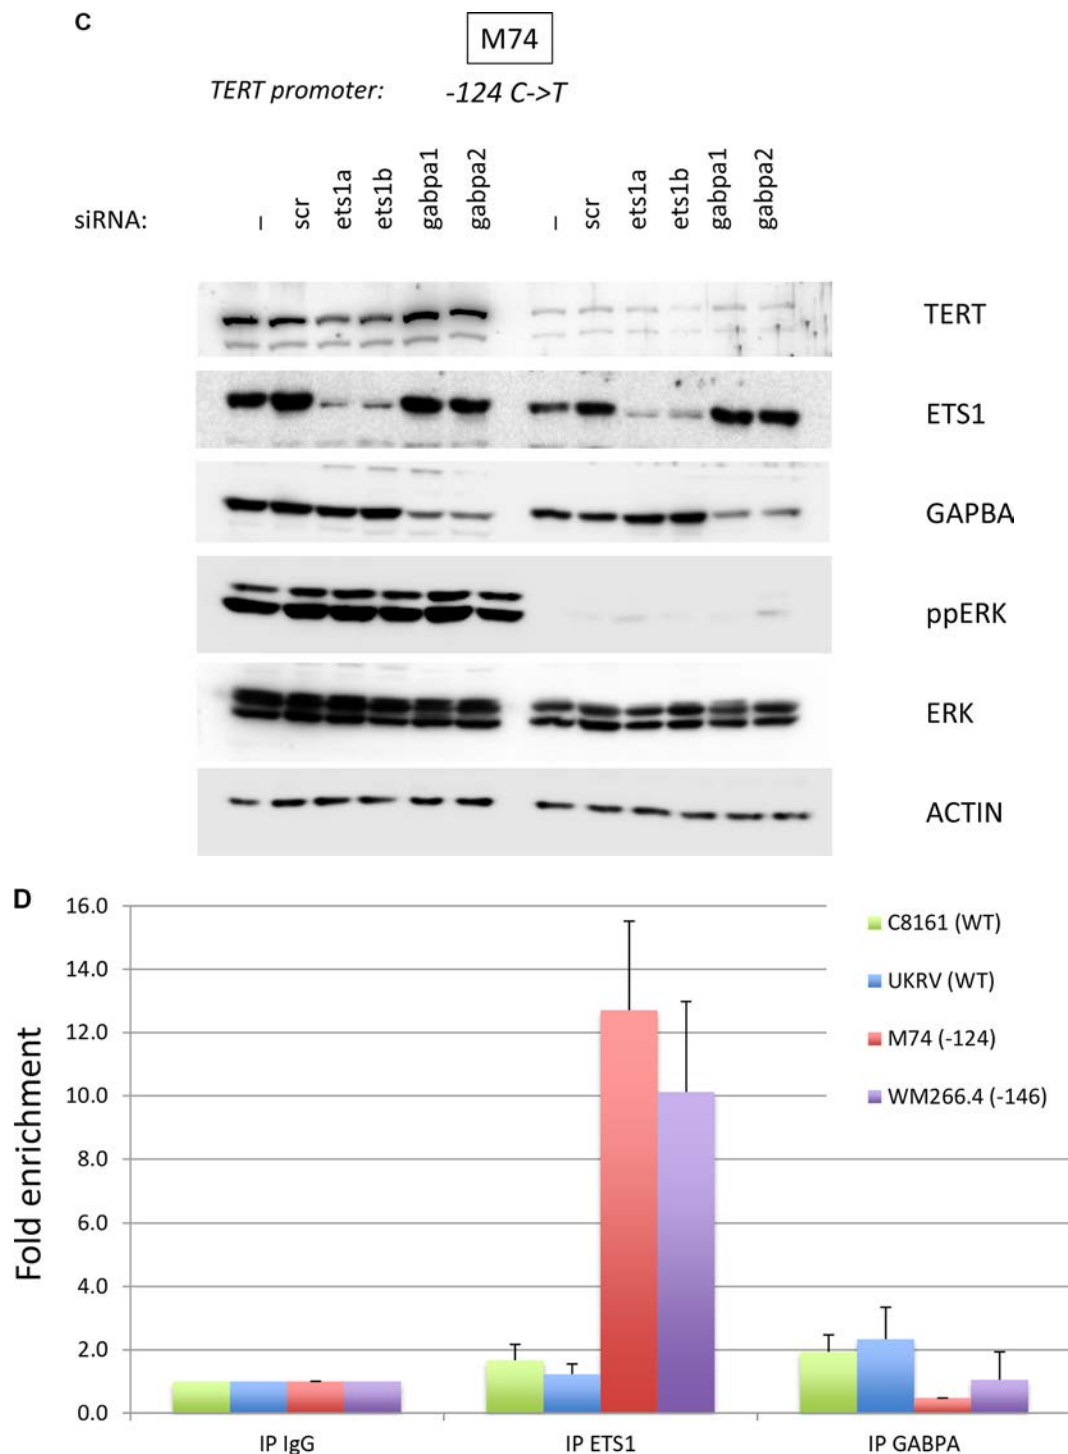 C
M74
TERT promoter: -124 C->T
siRNA: – scr ets1a ets1b gabpa1 gabpa2 – scr ets1a ets1b gabpa1 gabpa2
TERT
ETS1
GAPBA
ppERK
ERK
ACTIN
D
Fold enrichment
16.0
14.0
12.0
10.0
8.0
6.0
4.0
2.0
0.0
C8161 (WT)
UKRV (WT)
M74 (-124)
WM266.4 (-146)
IP IgG IP ETS1 IP GABPA